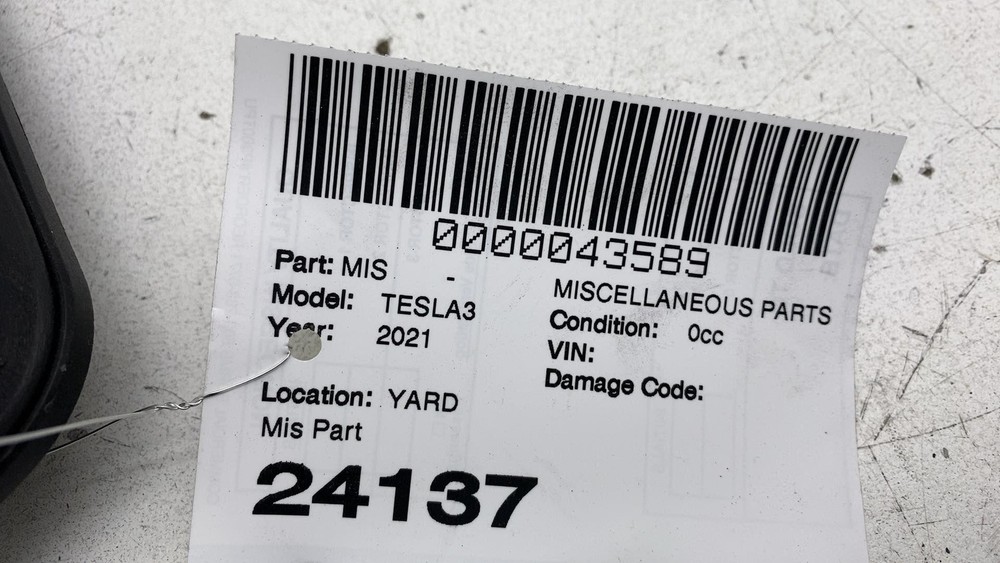 0000043589
Part: MIS -
MISCELLANEOUS PARTS
Model: TESLA3
Condition: 0cc
Year: 2021
VIN:
Damage Code:
Location: YARD
Mis Part
24137